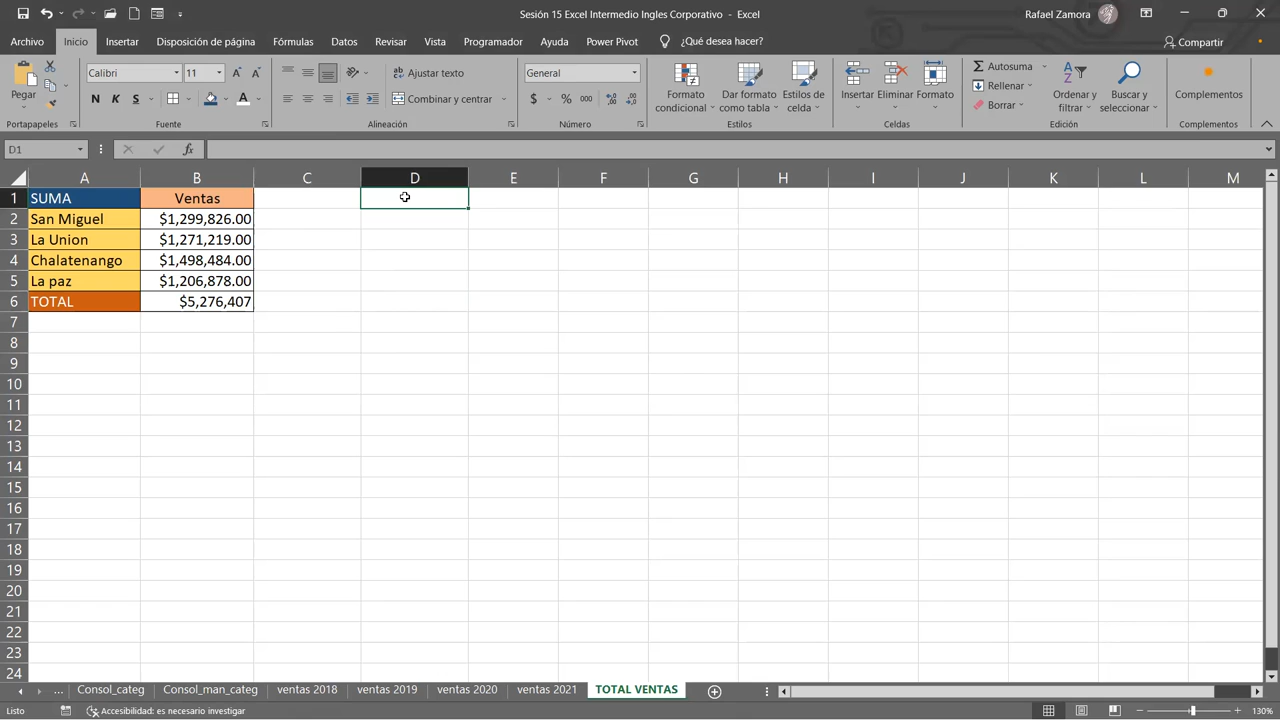 Sesión 15 Excel Intermedio Ingles Corporativo - Excel
Rafael Zamora
Archivo Inicio Insertar Disposición de página Fórmulas Datos Revisar Vista Programador Ayuda Power Pivot ¿Qué desea hacer? Compartir
Pegar
Portapapeles
Calibri 11
N K S A
Fuente
Ajustar texto
Combinar y centrar
Alineación
General
$ % 000
Número
Formato condicional
Dar formato como tabla
Estilos de celda
Estilos
Insertar Eliminar Formato
Celdas
Autosuma
Rellenar
Borrar
Ordenar y filtrar
Buscar y seleccionar
Edición
Complementos
Complementos
D1 fx
A B C D E F G H I J K L M
1 SUMA Ventas
2 San Miguel $1,299,826.00
3 La Union $1,271,219.00
4 Chalatenango $1,498,484.00
5 La paz $1,206,878.00
6 TOTAL $5,276,407
7
8
9
10
11
12
13
14
15
16
17
18
19
20
21
22
23
24
... Consol_categ Consol_man_categ ventas 2018 ventas 2019 ventas 2020 ventas 2021 TOTAL VENTAS
Listo Accesibilidad: es necesario investigar 130%